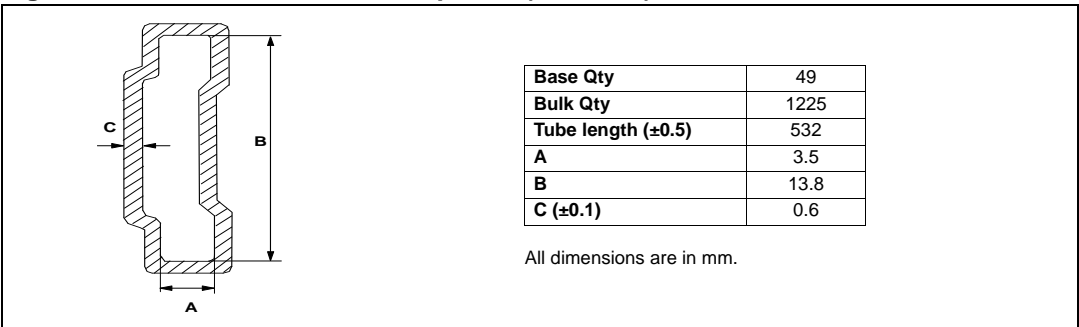 C
B
A
Base Qty 49
Bulk Qty 1225
Tube length (±0.5) 532
A 3.5
B 13.8
C (±0.1) 0.6
All dimensions are in mm.